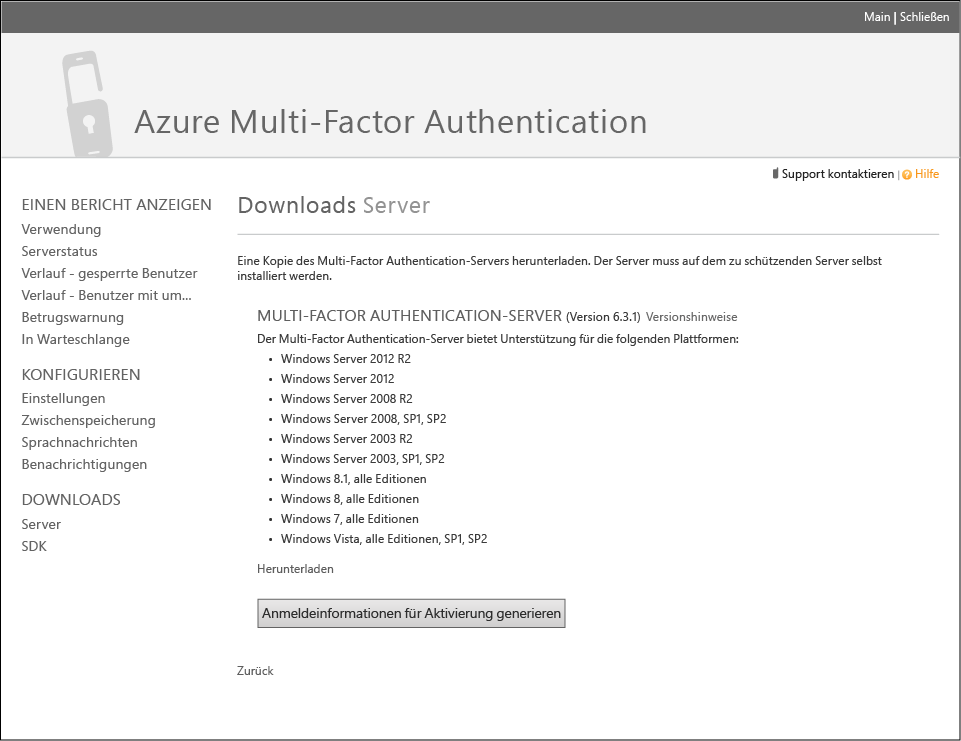 Main | Schließen
Azure Multi-Factor Authentication
Support kontaktieren | Hilfe
EINEN BERICHT ANZEIGEN
Verwendung
Serverstatus
Verlauf - gesperrte Benutzer
Verlauf - Benutzer mit um...
Betrugswarnung
In Warteschlange
KONFIGURIEREN
Einstellungen
Zwischenspeicherung
Sprachnachrichten
Benachrichtigungen
DOWNLOADS
Server
SDK
Downloads Server
Eine Kopie des Multi-Factor Authentication-Servers herunterladen. Der Server muss auf dem zu schützenden Server selbst
installiert werden.
MULTI-FACTOR AUTHENTICATION-SERVER (Version 6.3.1) Versionshinweise
Der Multi-Factor Authentication-Server bietet Unterstützung für die folgenden Plattformen:
• Windows Server 2012 R2
• Windows Server 2012
• Windows Server 2008 R2
• Windows Server 2008, SP1, SP2
• Windows Server 2003 R2
• Windows Server 2003, SP1, SP2
• Windows 8.1, alle Editionen
• Windows 8, alle Editionen
• Windows 7, alle Editionen
• Windows Vista, alle Editionen, SP1, SP2
Herunterladen
Anmeldeinformationen für Aktivierung generieren
Zurück